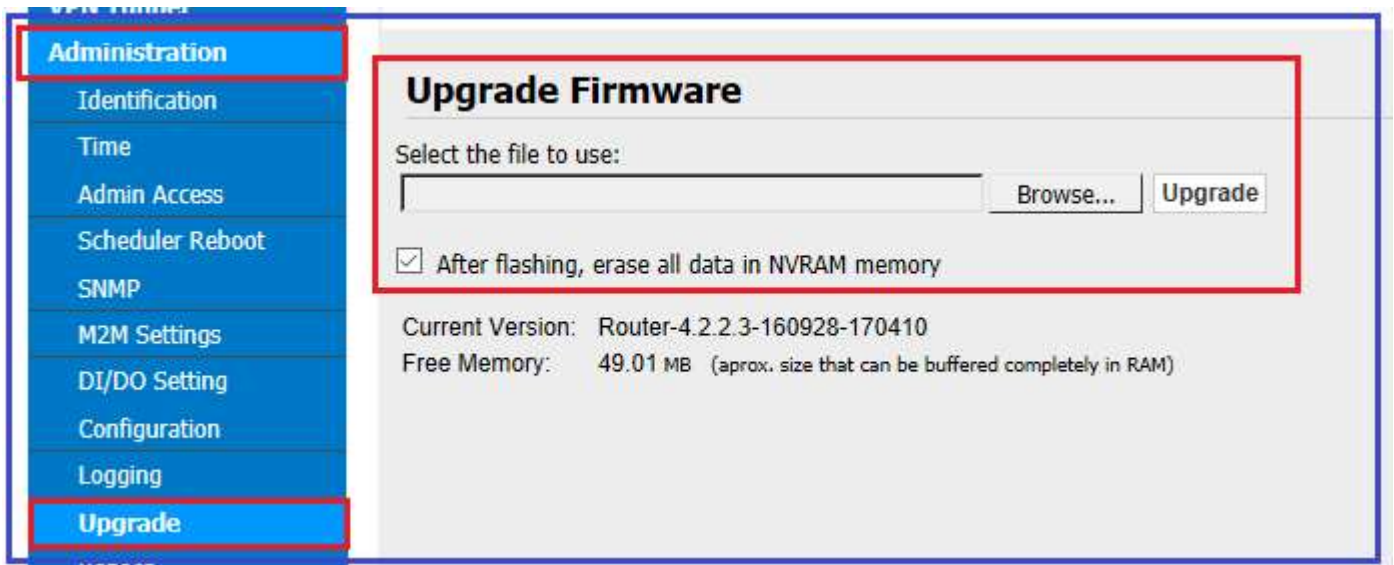 VPN Tunnel
Administration
Identification
Time
Admin Access
Scheduler Reboot
SNMP
M2M Settings
DI/DO Setting
Configuration
Logging
Upgrade
Upgrade Firmware
Select the file to use:
Browse... Upgrade
After flashing, erase all data in NVRAM memory
Current Version: Router-4.2.2.3-160928-170410
Free Memory: 49.01 MB (aprox. size that can be buffered completely in RAM)